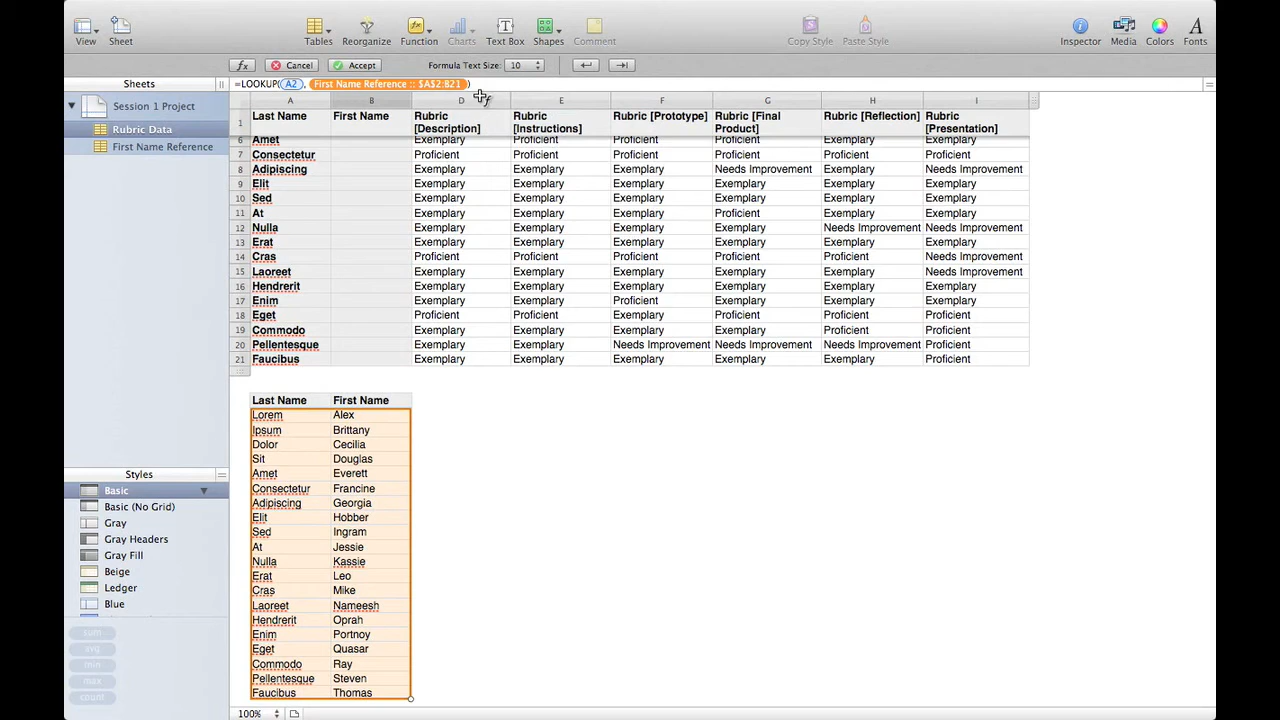 View Sheet Tables Reorganize Function Charts Text Box Shapes Comment Copy Style Paste Style Inspector Media Colors Fonts
fx Cancel Accept Formula Text Size: 10
Sheets =LOOKUP( A2 , First Name Reference :: $A$2:B21 )
Session 1 Project
Rubric Data
First Name Reference
A B D E F G H I
1 Last Name First Name Rubric [Description] Rubric [Instructions] Rubric [Prototype] Rubric [Final Product] Rubric [Reflection] Rubric [Presentation]
6 Amet Exemplary Proficient Proficient Proficient Exemplary Exemplary
7 Consectetur Proficient Proficient Proficient Proficient Proficient Proficient
8 Adipiscing Exemplary Exemplary Exemplary Needs Improvement Exemplary Needs Improvement
9 Elit Exemplary Exemplary Exemplary Exemplary Exemplary Exemplary
10 Sed Exemplary Exemplary Exemplary Exemplary Exemplary Exemplary
11 At Exemplary Exemplary Exemplary Proficient Exemplary Exemplary
12 Nulla Exemplary Exemplary Exemplary Exemplary Needs Improvement Needs Improvement
13 Erat Exemplary Exemplary Exemplary Exemplary Exemplary Exemplary
14 Cras Proficient Proficient Exemplary Proficient Proficient Needs Improvement
15 Laoreet Exemplary Exemplary Exemplary Exemplary Exemplary Needs Improvement
16 Hendrerit Exemplary Exemplary Exemplary Exemplary Exemplary Exemplary
17 Enim Exemplary Exemplary Proficient Exemplary Exemplary Exemplary
18 Eget Proficient Proficient Exemplary Proficient Exemplary Proficient
19 Commodo Exemplary Exemplary Exemplary Exemplary Proficient Proficient
20 Pellentesque Exemplary Exemplary Needs Improvement Needs Improvement Needs Improvement Proficient
21 Faucibus Exemplary Exemplary Exemplary Exemplary Exemplary Proficient
Last Name First Name
Lorem Alex
Ipsum Brittany
Dolor Cecilia
Sit Douglas
Amet Everett
Consectetur Francine
Adipiscing Georgia
Elit Hobber
Sed Ingram
At Jessie
Nulla Kassie
Erat Leo
Cras Mike
Laoreet Nameesh
Hendrerit Oprah
Enim Portnoy
Eget Quasar
Commodo Ray
Pellentesque Steven
Faucibus Thomas
Styles
Basic
Basic (No Grid)
Gray
Gray Headers
Gray Fill
Beige
Ledger
Blue
sum
avg
min
max
count
100%